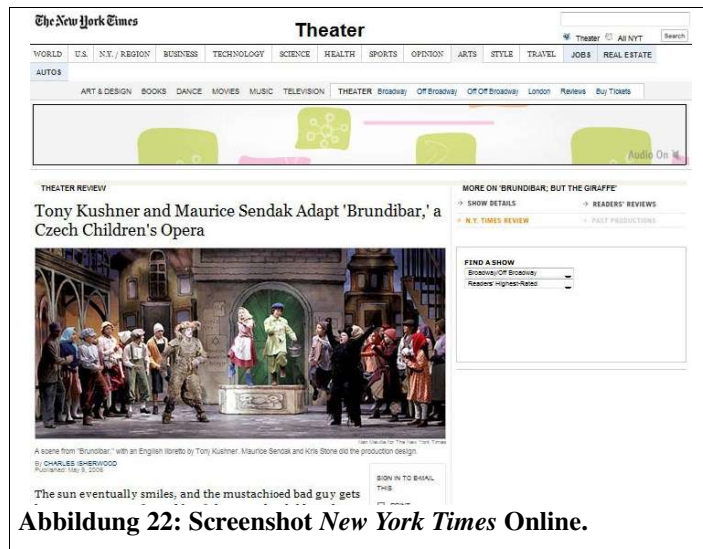 The New York Times
Theater
Theater All NYT Search
WORLD U.S. N.Y. / REGION BUSINESS TECHNOLOGY SCIENCE HEALTH SPORTS OPINION ARTS STYLE TRAVEL JOBS REAL ESTATE
AUTOS
ART & DESIGN BOOKS DANCE MOVIES MUSIC TELEVISION THEATER Broadway Off Broadway Off Off Broadway London Reviews Buy Tickets
Audio On
THEATER REVIEW
Tony Kushner and Maurice Sendak Adapt 'Brundibar,' a
Czech Children's Opera
MORE ON 'BRUNDIBAR; BUT THE GIRAFFE'
SHOW DETAILS READERS' REVIEWS
N.Y. TIMES REVIEW PAST PRODUCTIONS
FIND A SHOW
Broadway/Off Broadway
Readers' Highest-Rated
for The New York Times
A scene from "Brundibar," with an English libretto by Tony Kushner. Maurice Sendak and Kris Stone did the production design.
By CHARLES ISHERWOOD
Published: May 9, 2006
SIGN IN TO E-MAIL
THIS
The sun eventually smiles, and the mustachioed bad guy gets
Abbildung 22: Screenshot New York Times Online.